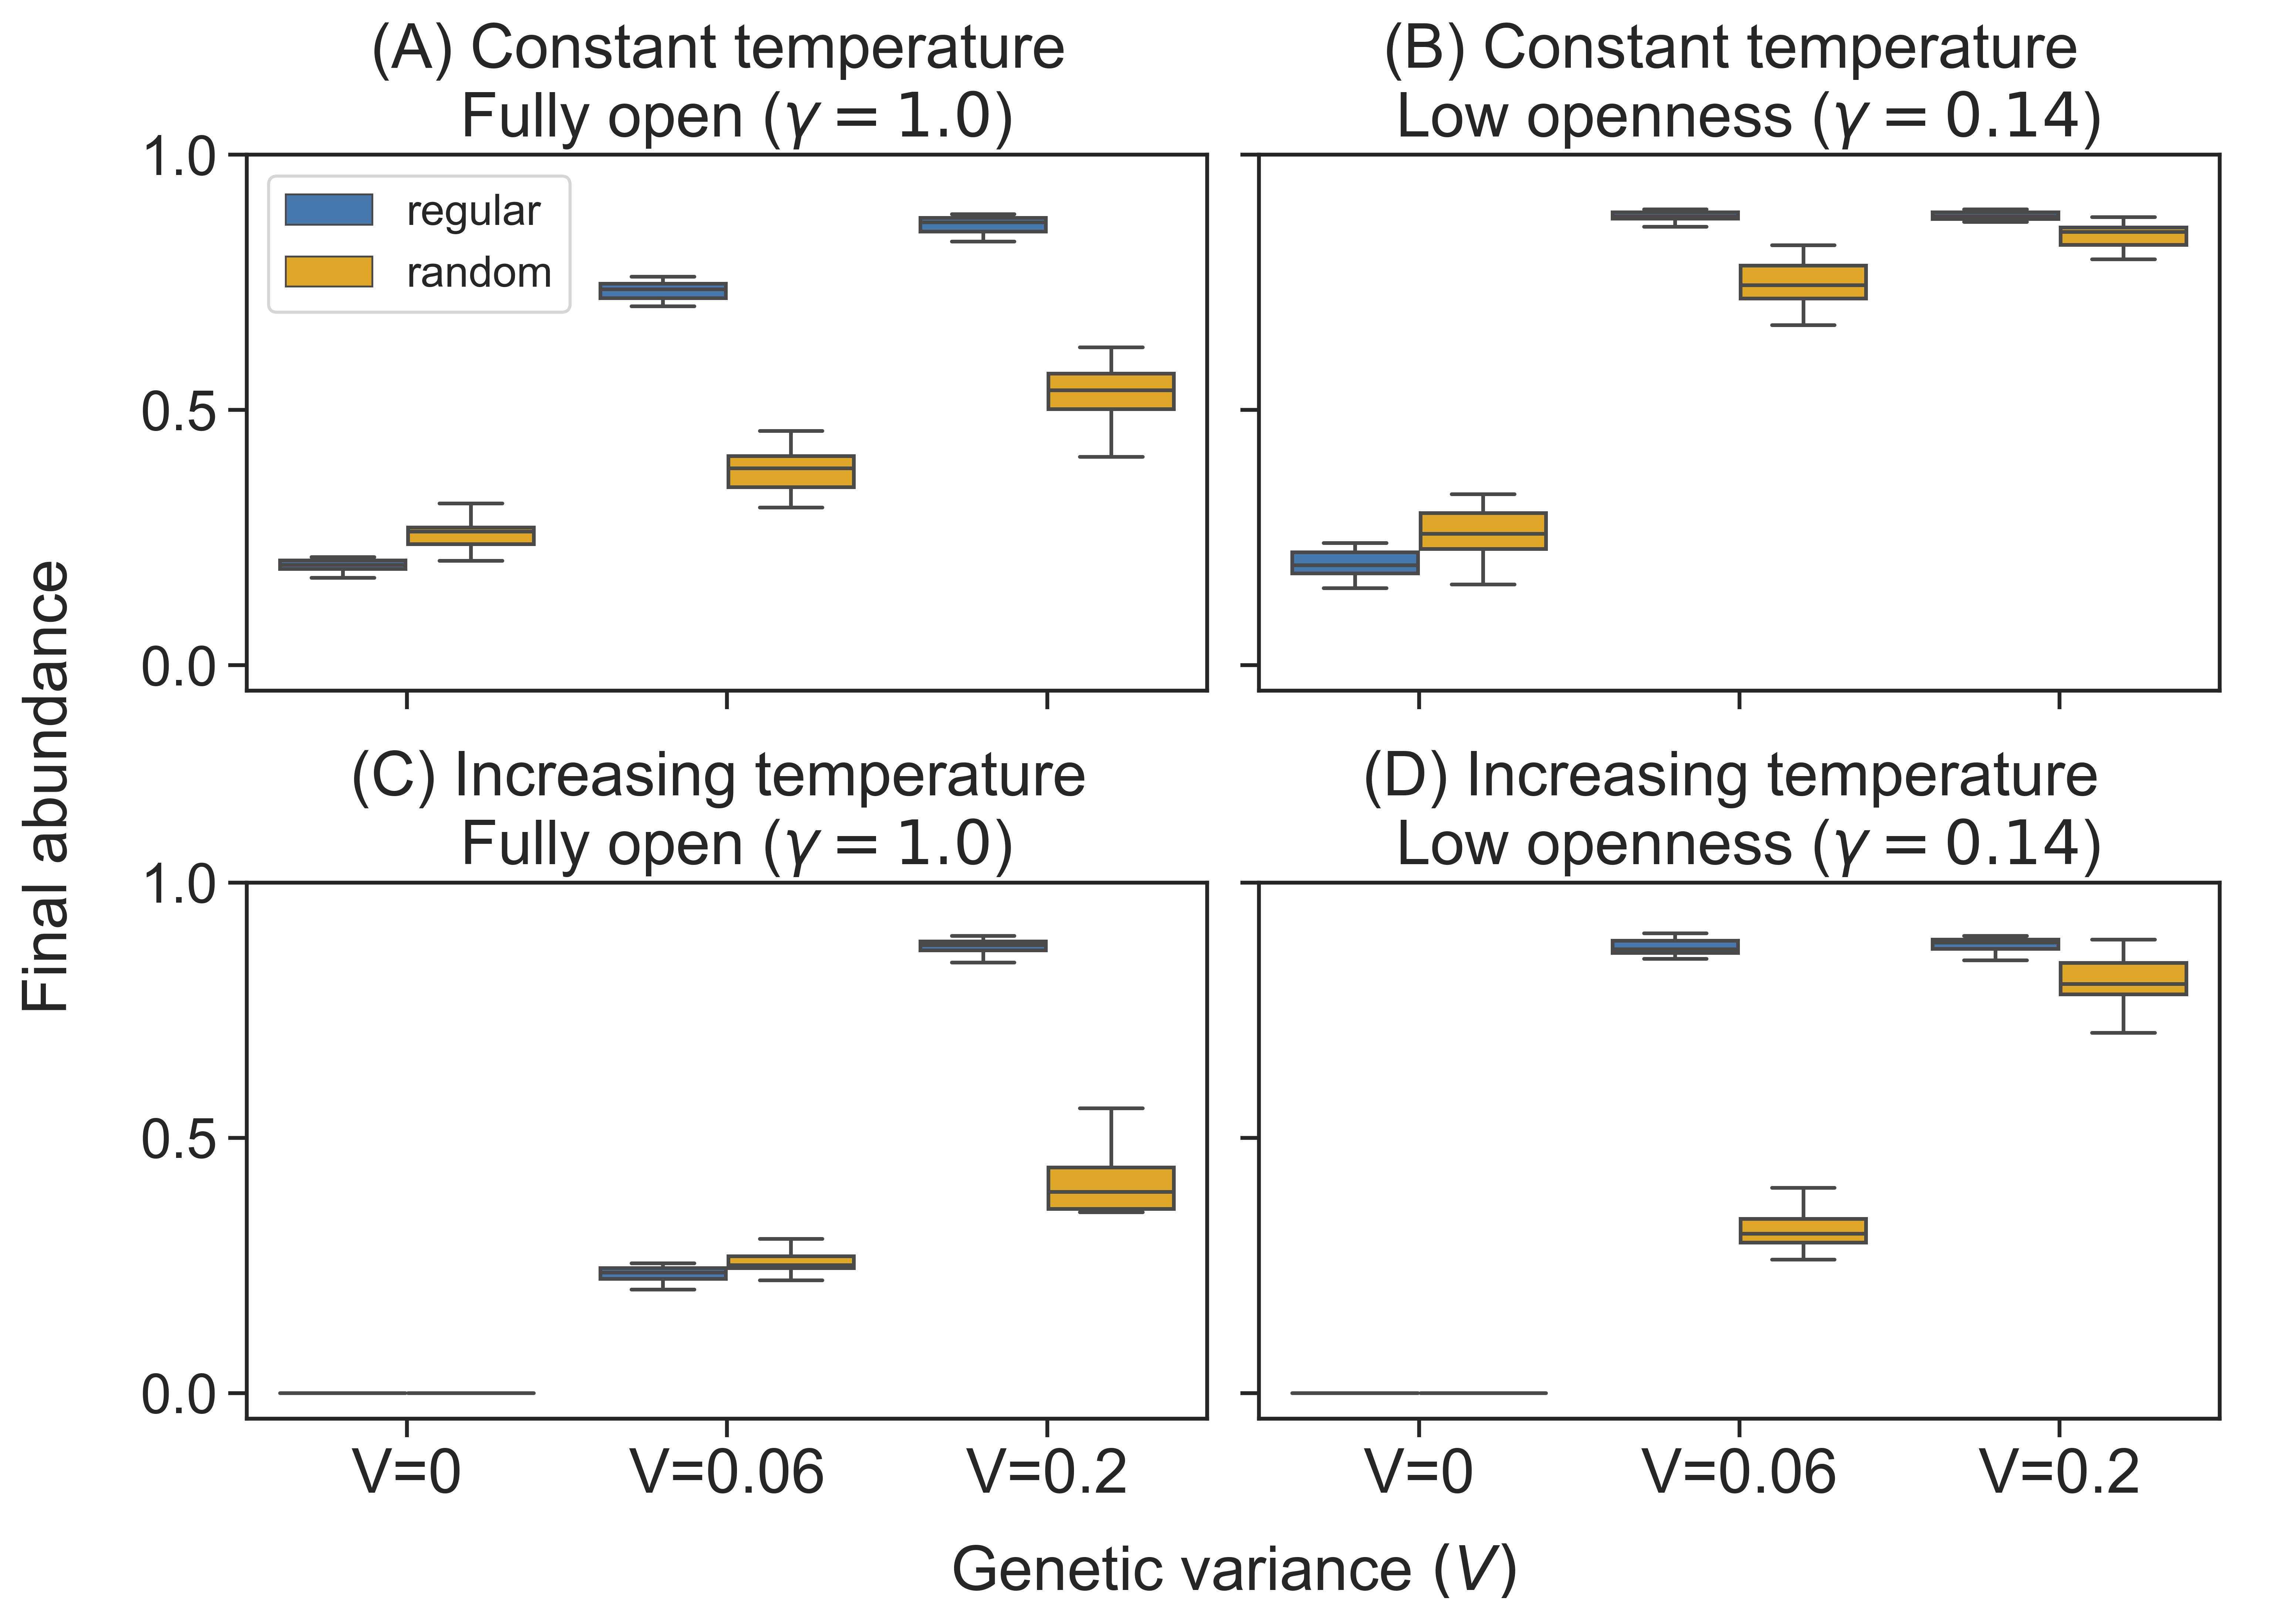 (A) Constant temperature
Fully open (γ = 1.0)
(B) Constant temperature
Low openness (γ = 0.14)
1.0
0.5
0.0
regular
random
Final abundance
(C) Increasing temperature
Fully open (γ = 1.0)
(D) Increasing temperature
Low openness (γ = 0.14)
1.0
0.5
0.0
V=0
V=0.06
V=0.2
V=0
V=0.06
V=0.2
Genetic variance (V)